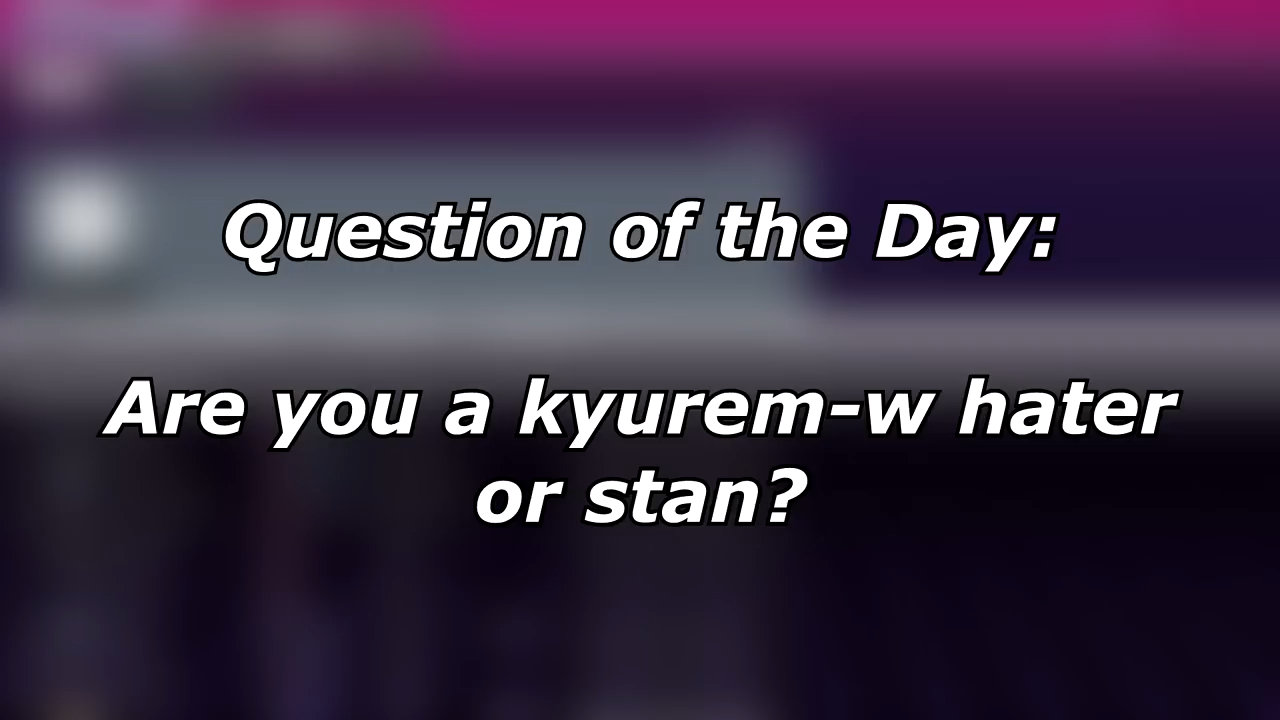 Question of the Day:
Are you a kyurem-w hater
or stan?